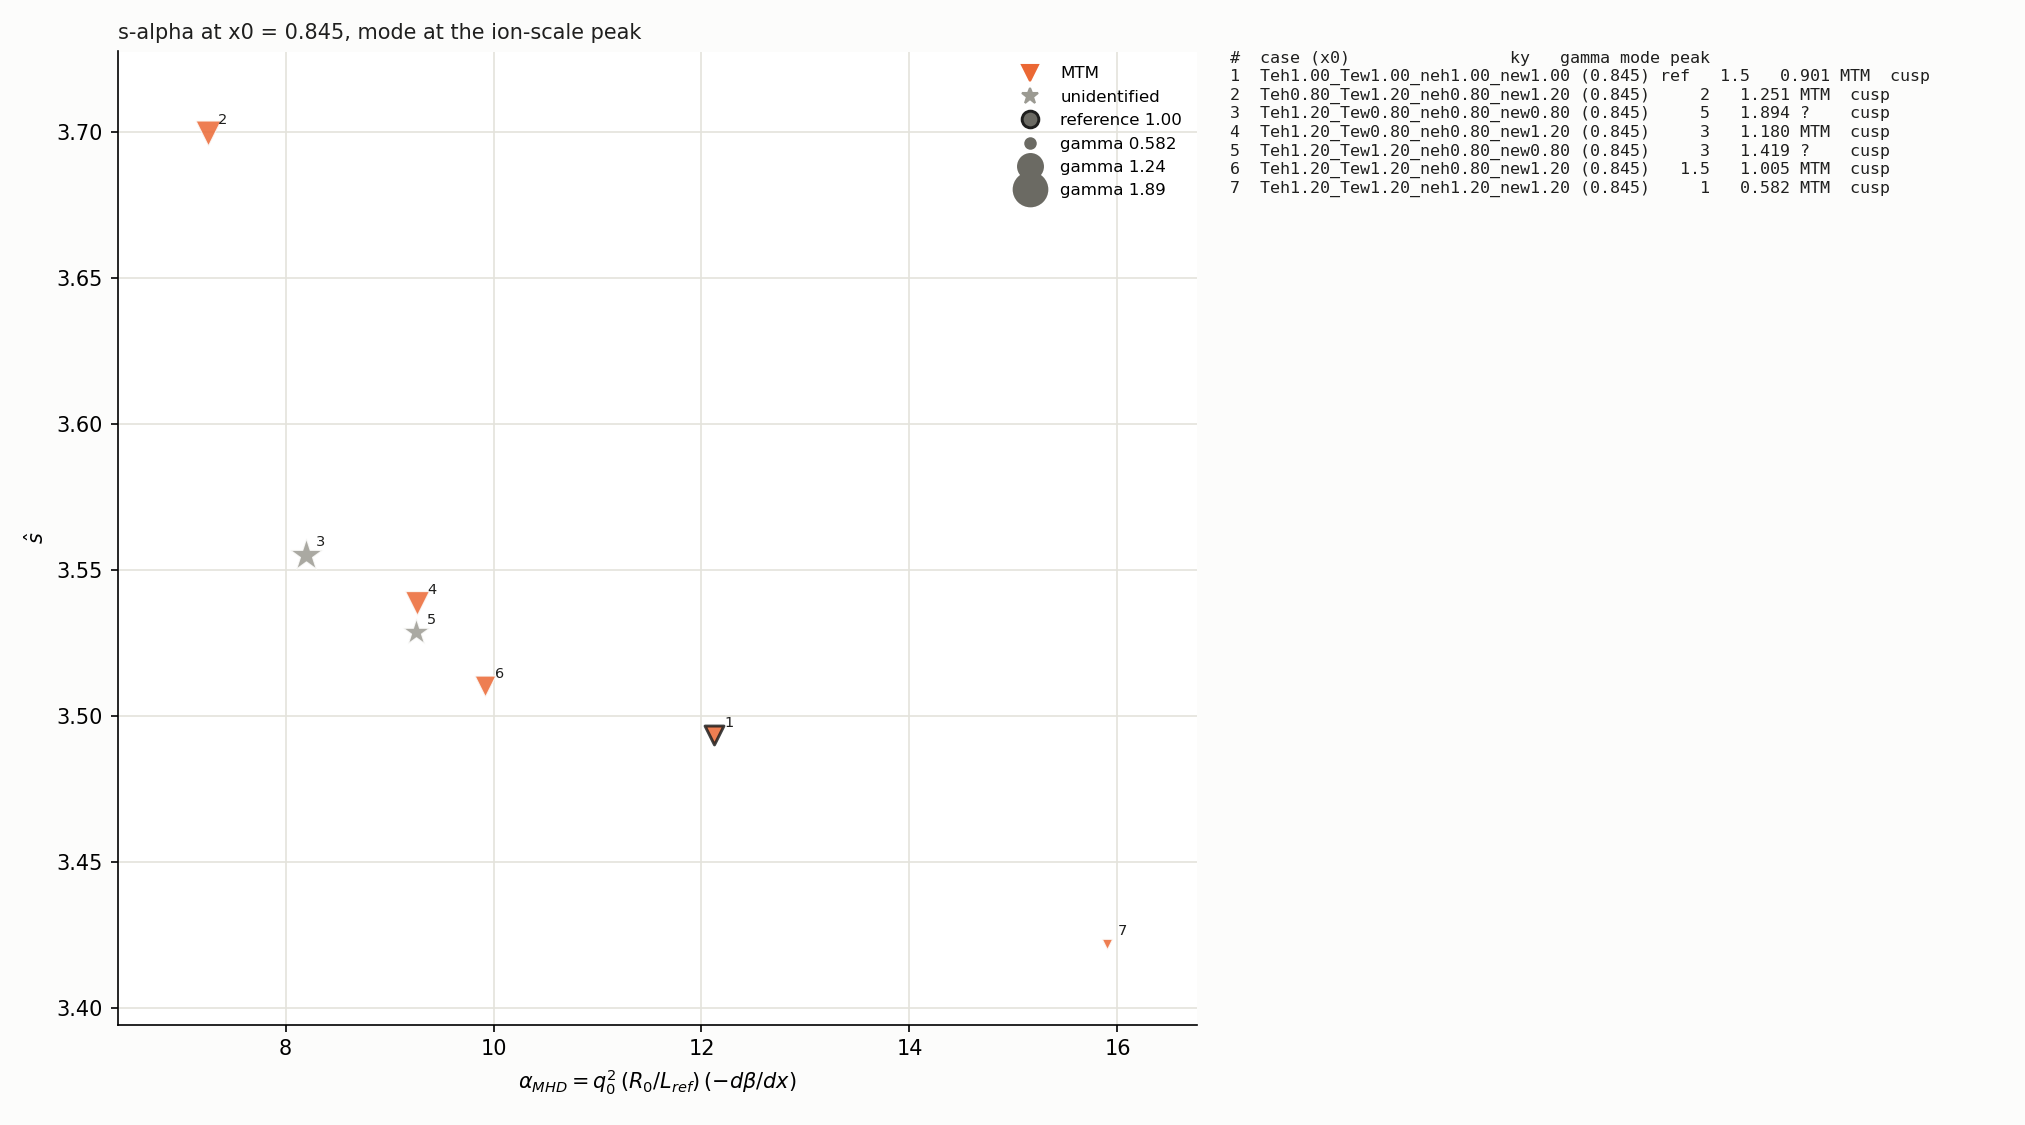 s-alpha at x0 = 0.845, mode at the ion-scale peak
MTM
unidentified
reference 1.00
gamma 0.582
gamma 1.24
gamma 1.89
3.70
3.65
3.60
3.55
3.50
3.45
3.40
ŝ
2
3
4
5
6
1
7
8
10
12
14
16
α_MHD = q_0^2 (R_0/L_ref) (−dβ/dx)
# case (x0) ky gamma mode peak
1 Teh1.00_Tew1.00_neh1.00_new1.00 (0.845) ref 1.5 0.901 MTM cusp
2 Teh0.80_Tew1.20_neh0.80_new1.20 (0.845) 2 1.251 MTM cusp
3 Teh1.20_Tew0.80_neh0.80_new0.80 (0.845) 5 1.894 ? cusp
4 Teh1.20_Tew0.80_neh0.80_new1.20 (0.845) 3 1.180 MTM cusp
5 Teh1.20_Tew1.20_neh0.80_new0.80 (0.845) 3 1.419 ? cusp
6 Teh1.20_Tew1.20_neh0.80_new1.20 (0.845) 1.5 1.005 MTM cusp
7 Teh1.20_Tew1.20_neh1.20_new1.20 (0.845) 1 0.582 MTM cusp